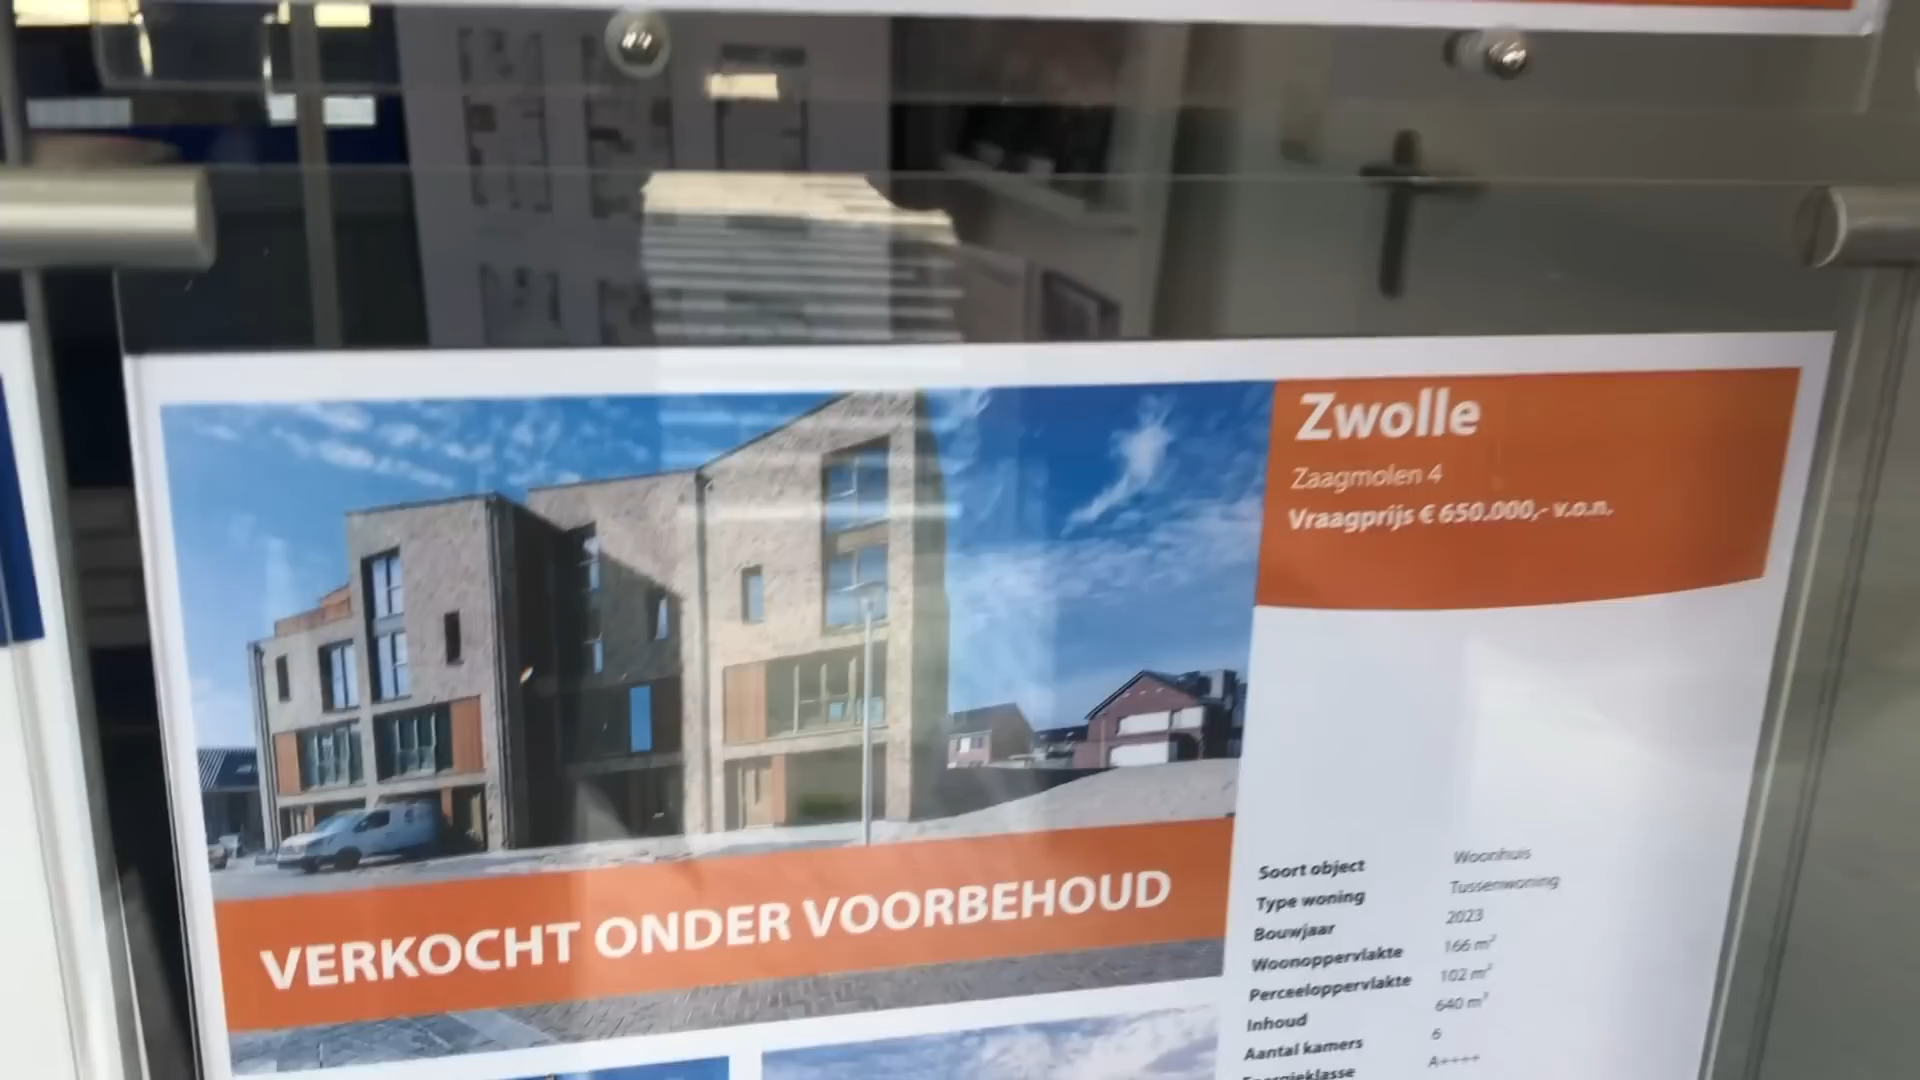 Zwolle
Zaagmolen 4
Vraagprijs € 650.000,- v.o.n.
VERKOCHT ONDER VOORBEHOUD
Soort object Woonhuis
Type woning Tussenwoning
Bouwjaar 2023
Woonoppervlakte 166 m²
Perceeloppervlakte 102 m²
Inhoud 640 m³
Aantal kamers 6
Energieklasse A++++